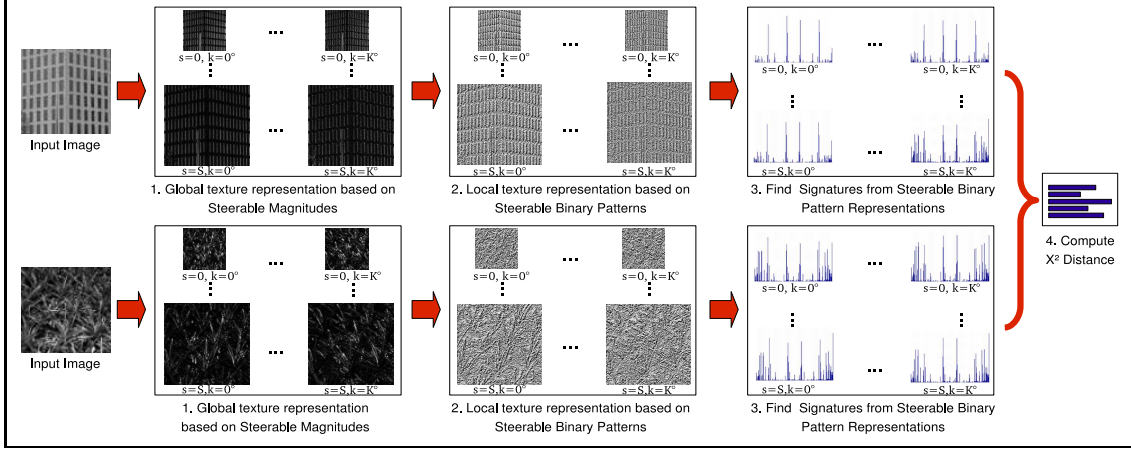 s=0, k=0° s=0, k=K°
s=S,k=0° s=S,k=K°
Input Image
1. Global texture representation based on
Steerable Magnitudes
s=0, k=0° s=0, k=K°
s=S,k=0° s=S,k=K°
2. Local texture representation based on
Steerable Binary Patterns
s=0, k=0° s=0, k=K°
s=S,k=0° s=S,k=K°
3. Find Signatures from Steerable Binary
Pattern Representations
s=0, k=0° s=0, k=K°
s=S,k=0° s=S,k=K°
Input Image
1. Global texture representation
based on Steerable Magnitudes
s=0, k=0° s=0, k=K°
s=S,k=0° s=S,k=K°
2. Local texture representation based on
Steerable Binary Patterns
s=0, k=0° s=0, k=K°
s=S,k=0° s=S,k=K°
3. Find Signatures from Steerable Binary
Pattern Representations
4. Compute
X² Distance